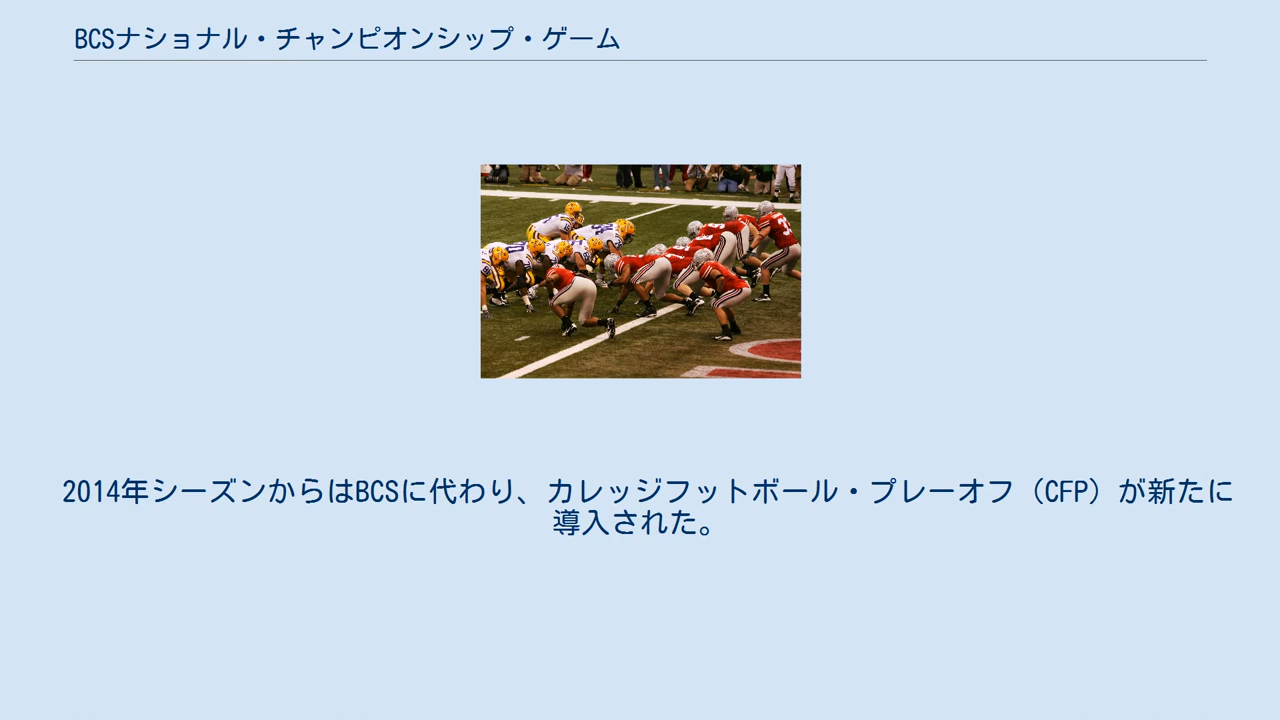 BCSナショナル・チャンピオンシップ・ゲーム
2014年シーズンからはBCSに代わり、カレッジフットボール・プレーオフ（CFP）が新たに
導入された。